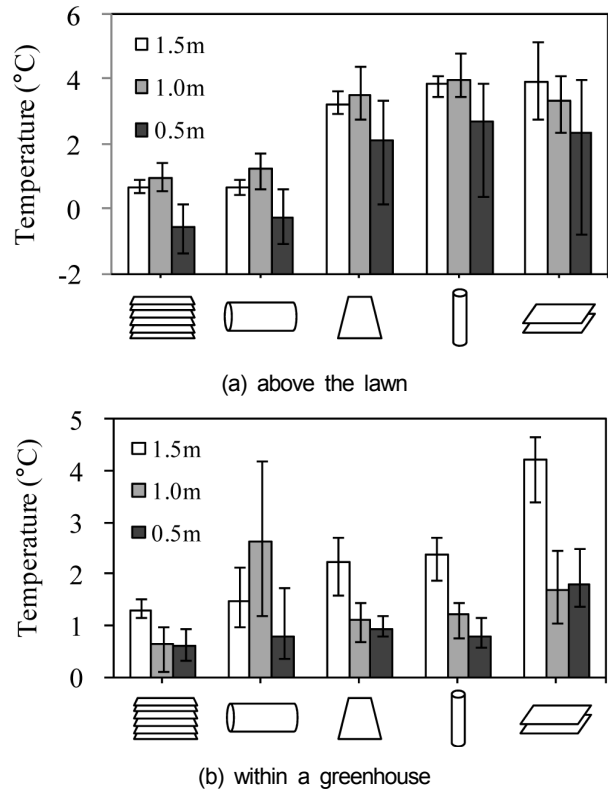 Temperature (°C)
6
4
2
0
-2
1.5m
1.0m
0.5m
(a) above the lawn
Temperature (°C)
5
4
3
2
1
0
1.5m
1.0m
0.5m
(b) within a greenhouse